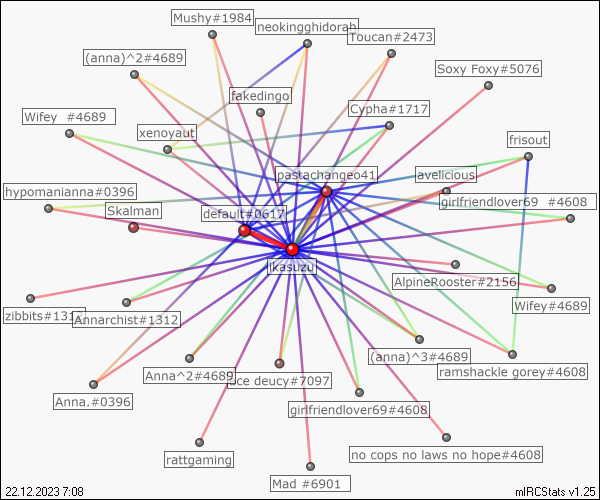 Mushy#1984
neokingghidorah
Toucan#2473
(anna)^2#4689
Soxy Foxy#5076
fakedingo
Wifey #4689
Cypha#1717
xenoyaut
frisout
pastachangeo41
avelicious
hypomanianna#0396
girlfriendlover69 #4608
Skalman
default#0617
ikasuzu
AlpineRooster#2156
zibbits#1312
Annarchist#1312
Wifey#4689
(anna)^3#4689
Anna^2#4689
ramshackle gorey#4608
deucy#7097
Anna.#0396
girlfriendlover69#4608
rattgaming
no cops no laws no hope#4608
Mad #6901
22.12.2023 7:08
mIRCStats v1.25